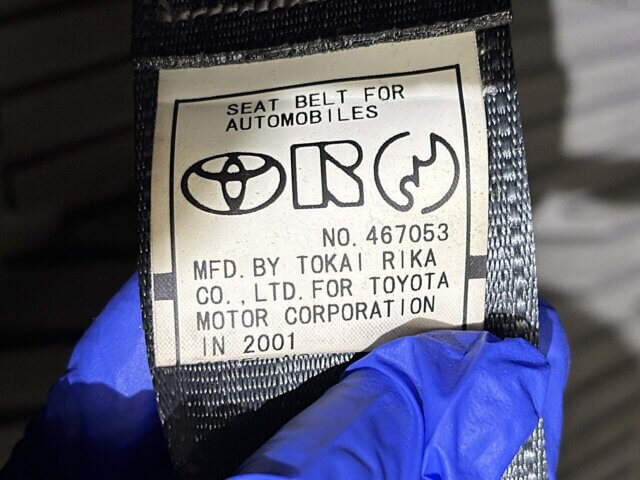 SEAT BELT FOR
AUTOMOBILES
NO. 467053
MFD. BY TOKAI RIKA
CO., LTD. FOR TOYOTA
MOTOR CORPORATION
IN 2001